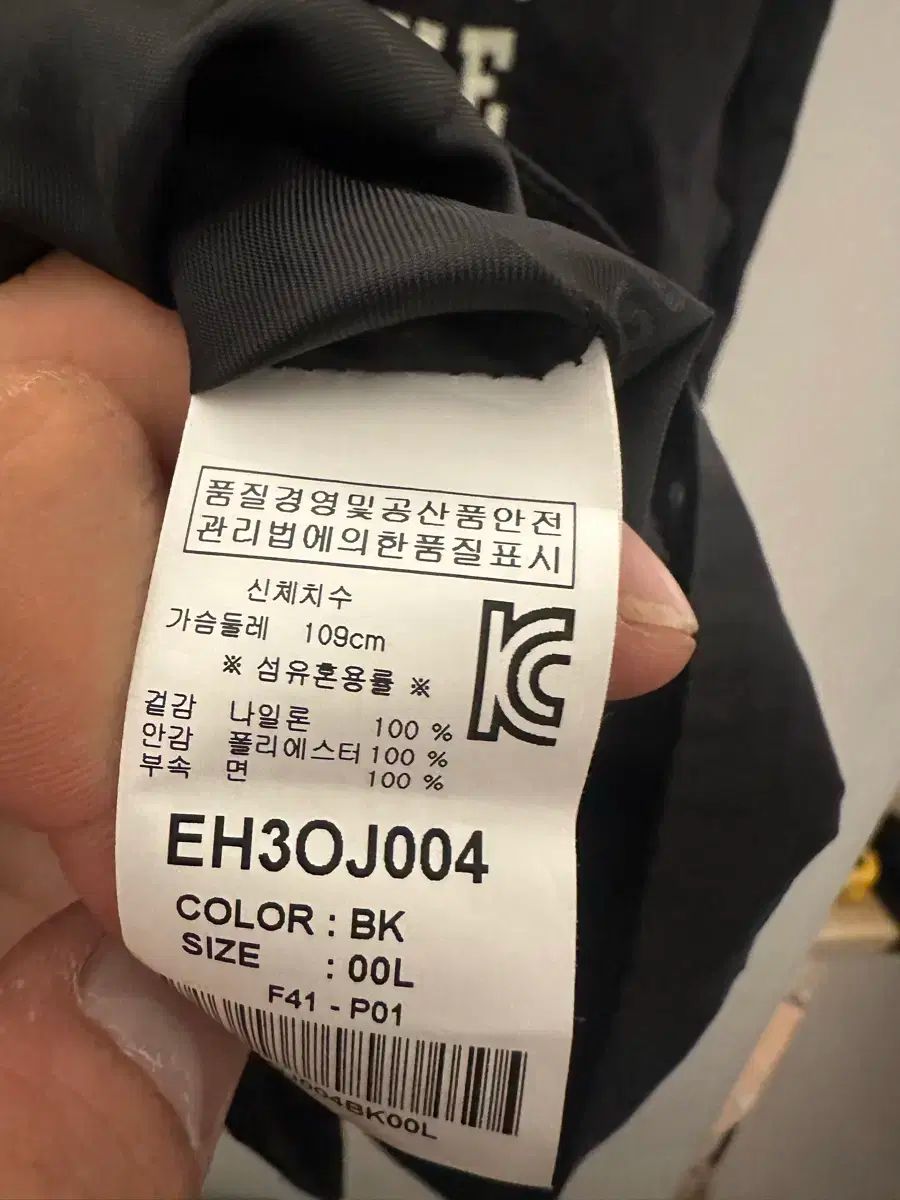 품질경영및공산품안전
관리법에의한품질표시
신체치수
가슴둘레 109cm
※ 섬유혼용률 ※
겉감 나일론 100 %
안감 폴리에스터 100 %
부속 면 100 %
EH3OJ004
COLOR : BK
SIZE : 00L
F41 - P01
004BK00L